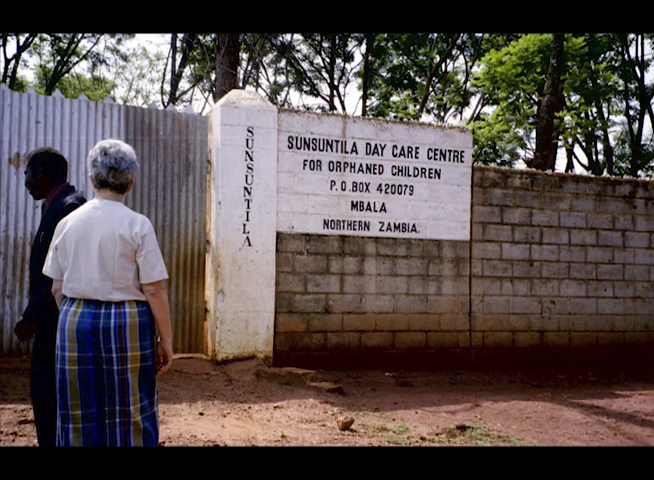 SUNSUNTILA
SUNSUNTILA DAY CARE CENTRE
FOR ORPHANED CHILDREN
P.O.BOX 420079
MBALA
NORTHERN ZAMBIA.